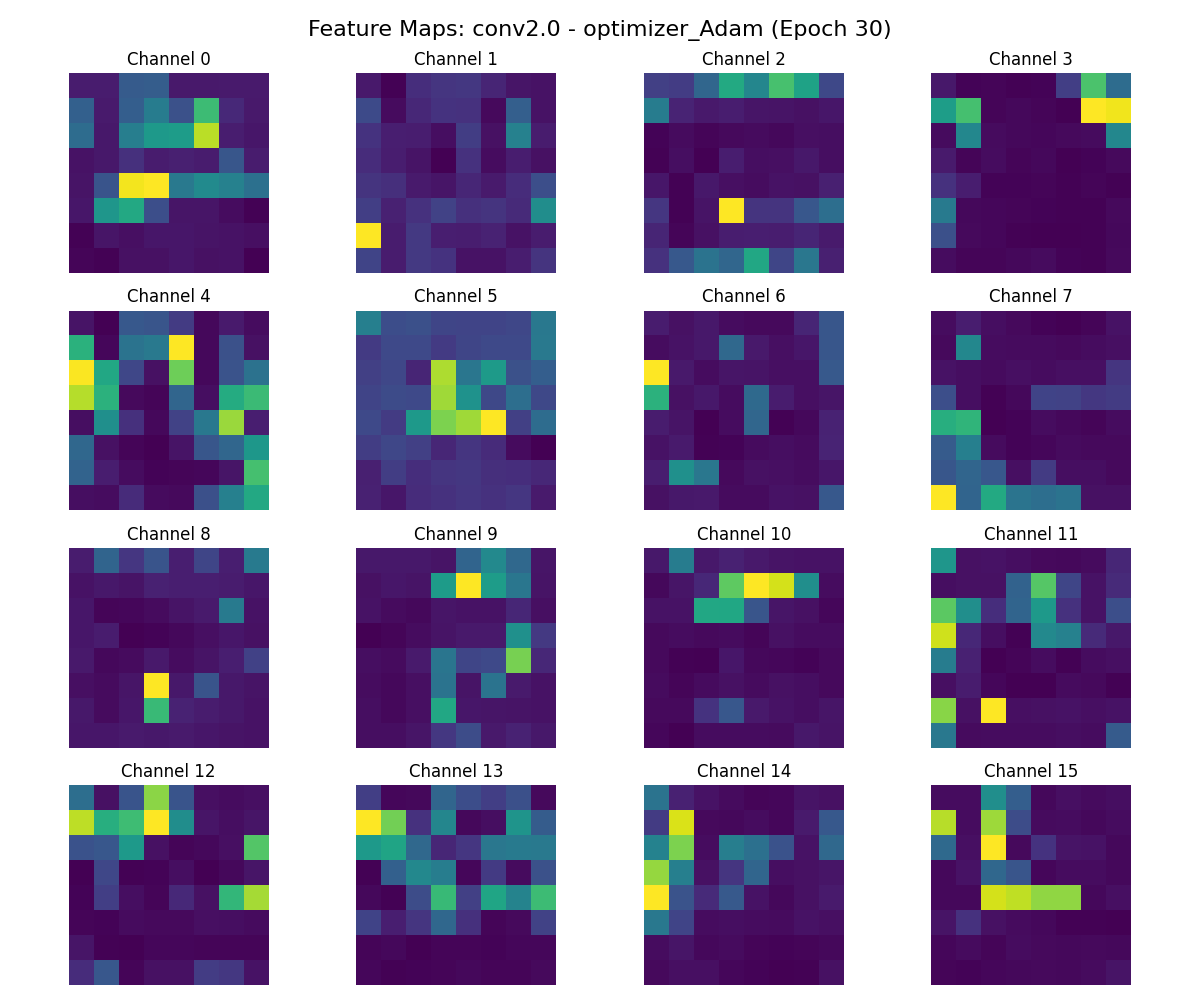 Feature Maps: conv2.0 - optimizer_Adam (Epoch 30)
Channel 0
Channel 1
Channel 2
Channel 3
Channel 4
Channel 5
Channel 6
Channel 7
Channel 8
Channel 9
Channel 10
Channel 11
Channel 12
Channel 13
Channel 14
Channel 15